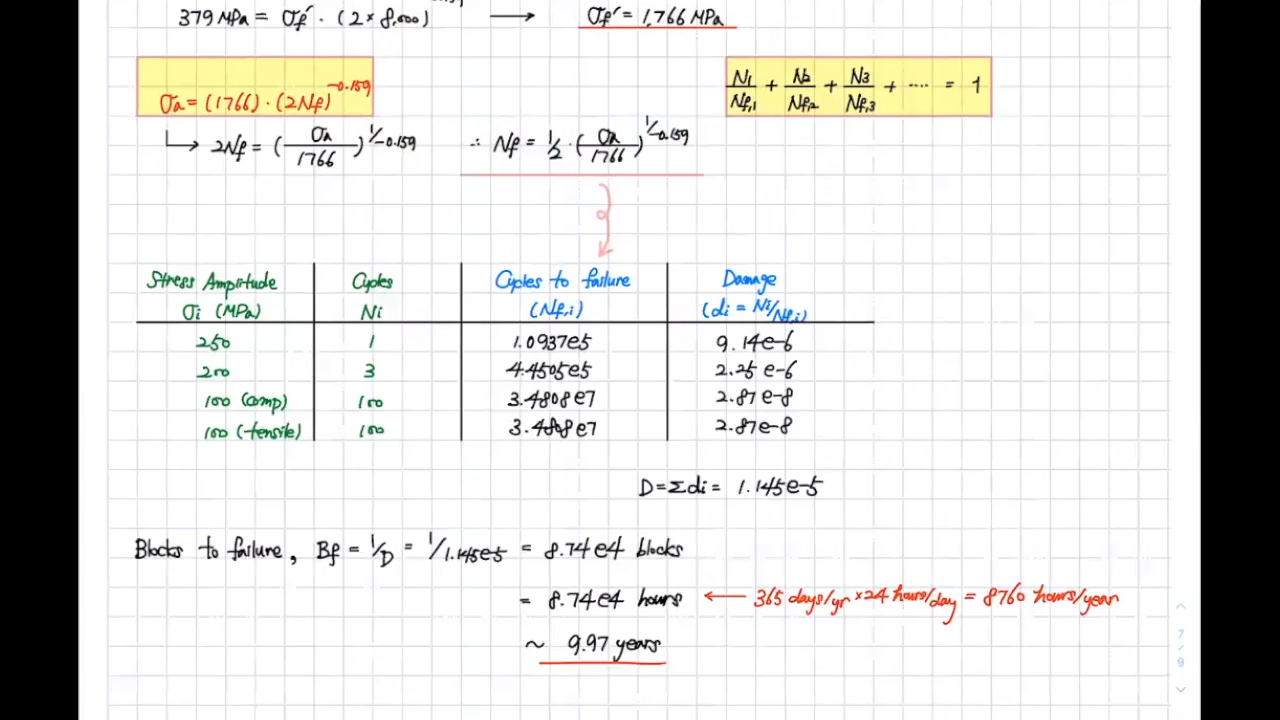 379 MPa = σf' · (2 × 8,000) ⟶ σf' = 1,766 MPa
σa = (1766) · (2Nf)^-0.159
N1/Nf,1 + N2/Nf,2 + N3/Nf,3 + ···· = 1
↳ 2Nf = (σa/1766)^1/-0.159 ∴ Nf = 1/2 · (σa/1766)^1/-0.159
Stress Amplitude Cycles Cycles to failure Damage
σi (MPa) Ni (Nf,i) (di = Ni/Nf,i)
250 1 1.0937e5 9.14e-6
200 3 4.4505e5 2.25e-6
100 (comp) 100 3.4808e7 2.87e-8
100 (tensile) 100 3.4808e7 2.87e-8
D = Σdi = 1.145e-5
Blocks to failure, Bf = 1/D = 1/1.145e5 = 8.74e4 blocks
= 8.74e4 hours ← 365 days/yr × 24 hours/day = 8760 hours/year
~ 9.97 years
7
/
9